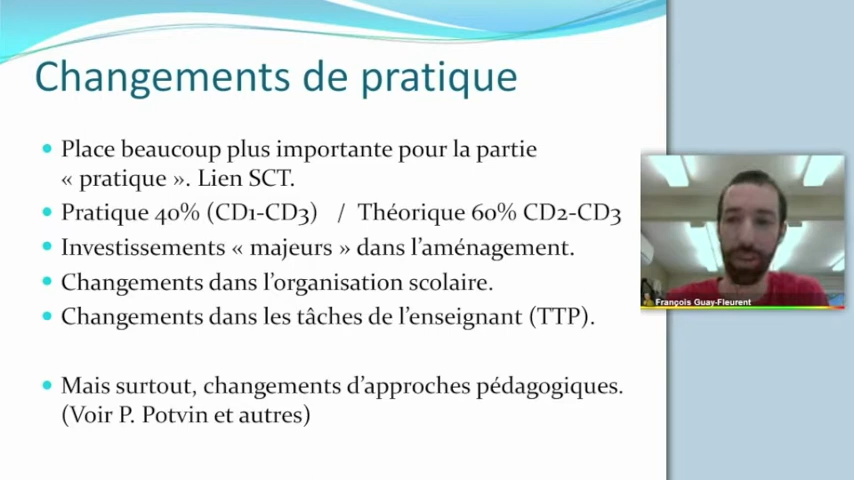 Changements de pratique
Place beaucoup plus importante pour la partie
« pratique ». Lien SCT.
Pratique 40% (CD1-CD3) / Théorique 60% CD2-CD3
Investissements « majeurs » dans l'aménagement.
Changements dans l'organisation scolaire.
Changements dans les tâches de l'enseignant (TTP).
Mais surtout, changements d'approches pédagogiques.
(Voir P. Potvin et autres)
François Guay-Fleurent